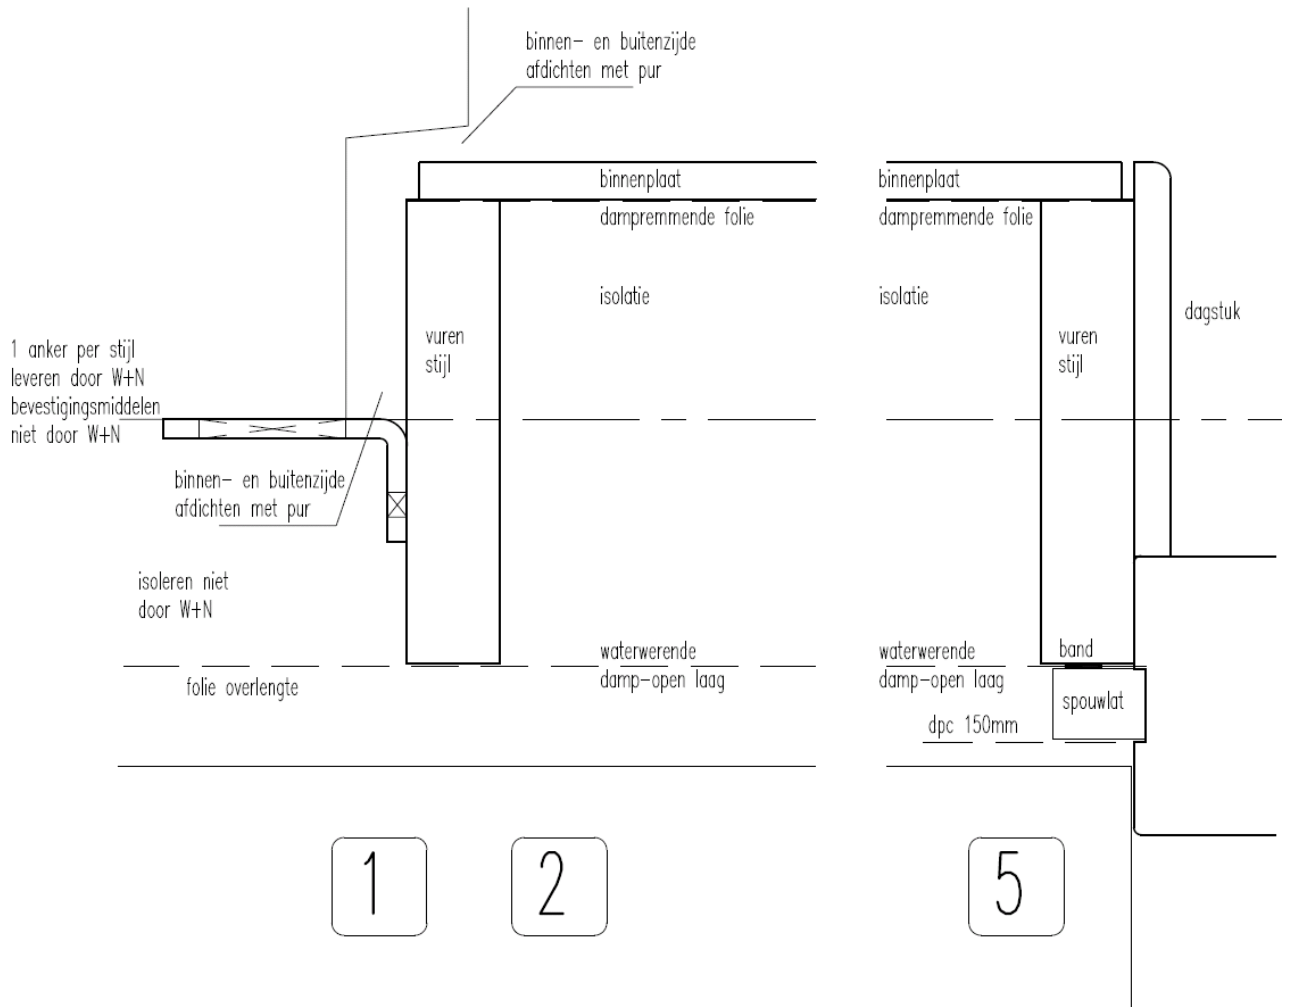 binnen- en buitenzijde
afdichten met pur
binnenplaat
binnenplaat
dampremmende folie
dampremmende folie
isolatie
isolatie
dagstuk
vuren
stijl
vuren
stijl
1 anker per stijl
leveren door W+N
bevestigingsmiddelen
niet door W+N
binnen- en buitenzijde
afdichten met pur
isoleren niet
door W+N
waterwerende
damp-open laag
waterwerende
damp-open laag
band
folie overlengte
spouwlat
dpc 150mm
1
2
5